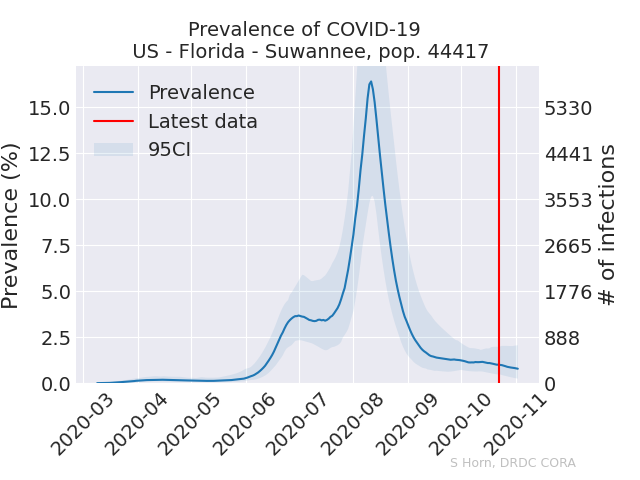 Prevalence of COVID-19
US - Florida - Suwannee, pop. 44417
Prevalence
Latest data
95CI
Prevalence (%)
15.0
12.5
10.0
7.5
5.0
2.5
0.0
5330
4441
3553
2665
1776
888
0
# of infections
2020-03
2020-04
2020-05
2020-06
2020-07
2020-08
2020-09
2020-10
2020-11
S Horn, DRDC CORA